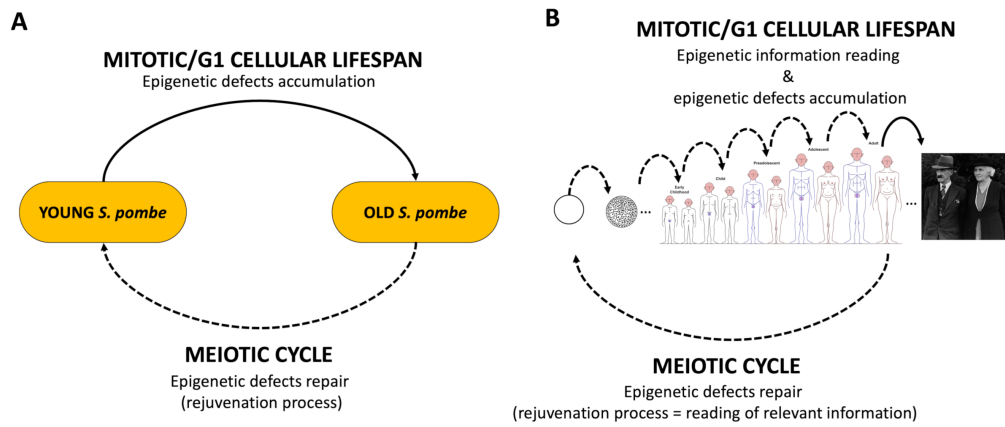 A
MITOTIC/G1 CELLULAR LIFESPAN
Epigenetic defects accumulation
YOUNG S. pombe
OLD S. pombe
MEIOTIC CYCLE
Epigenetic defects repair
(rejuvenation process)
B
MITOTIC/G1 CELLULAR LIFESPAN
Epigenetic information reading
&
epigenetic defects accumulation
Early
Childhood
Child
Preadolescent
Adolescent
Adult
...
...
MEIOTIC CYCLE
Epigenetic defects repair
(rejuvenation process = reading of relevant information)